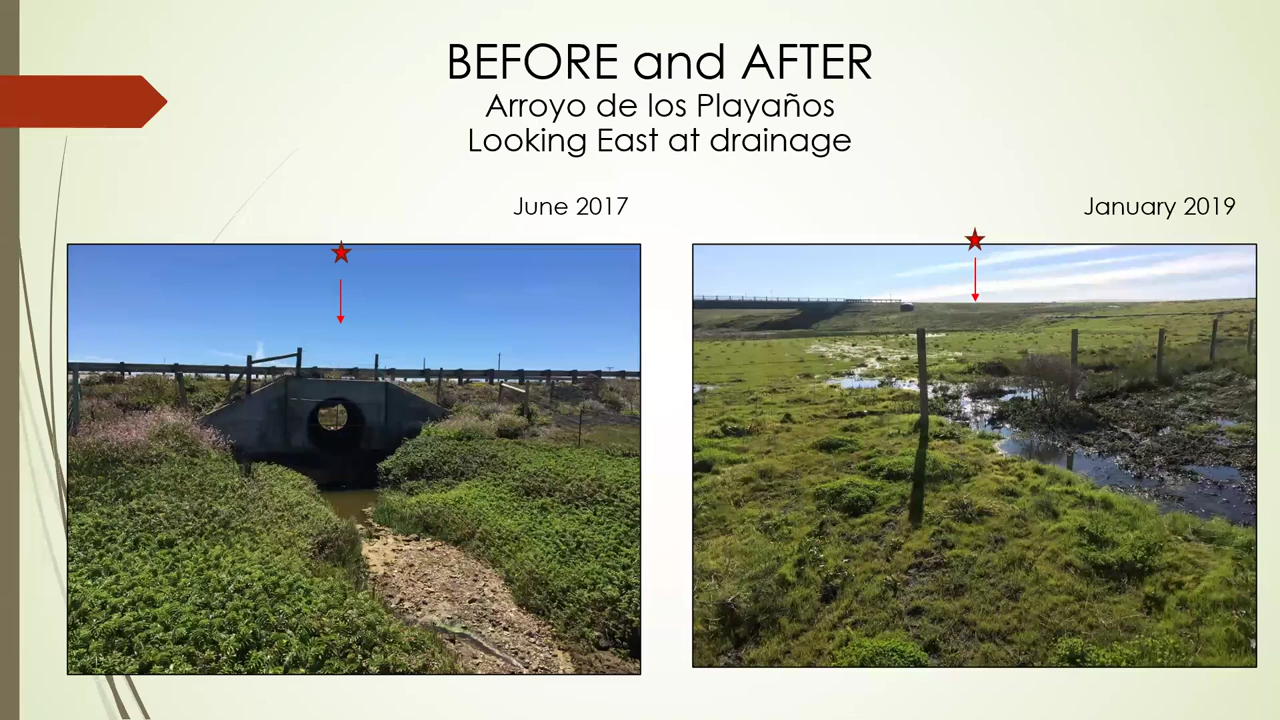 BEFORE and AFTER
Arroyo de los Playaños
Looking East at drainage
June 2017
January 2019